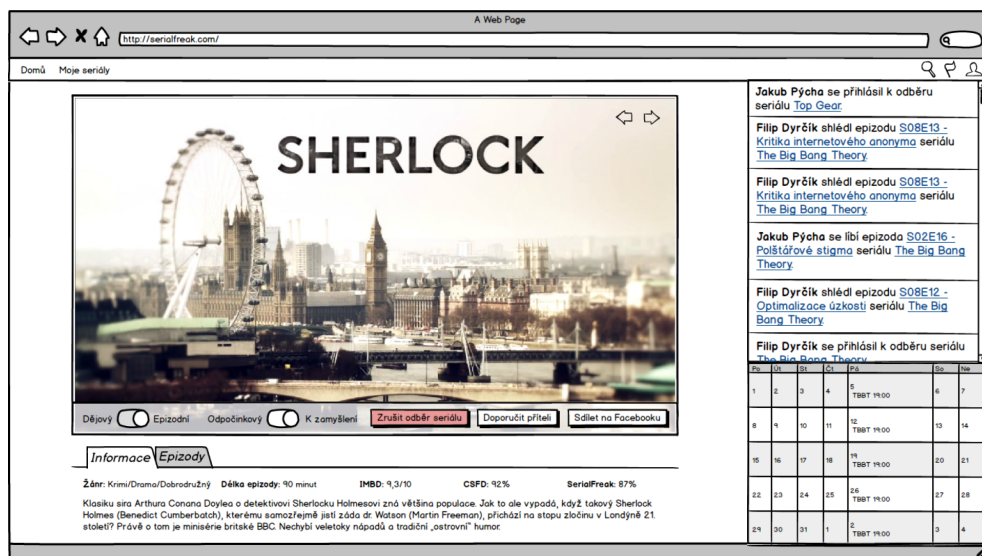 A Web Page
http://serialfreak.com/
Domů Moje seriály
SHERLOCK
Dějový Epizodní Odpočinkový K zamyšlení Zrušit odběr seriálu Doporučit příteli Sdílet na Facebooku
Informace Epizody
Žánr: Krimi/Drama/Dobrodružný Délka epizody: 90 minut IMBD: 9,3/10 CSFD: 92% SerialFreak: 87%
Klasiku sira Arthura Conana Doylea o detektivovi Sherlocku Holmesovi zná většina populace. Jak to ale vypadá, když takový Sherlock
Holmes (Benedict Cumberbatch), kterému samozřejmě jistí záda dr. Watson (Martin Freeman), přichází na stopu zločinu v Londýně 21.
století? Právě o tom je minisérie britské BBC. Nechybí veletoky nápadů a tradiční „ostrovní" humor.
Jakub Pýcha se přihlásil k odběru
seriálu Top Gear.
Filip Dyrčík shlédl epizodu S08E13 -
Kritika internetového anonyma seriálu
The Big Bang Theory.
Filip Dyrčík shlédl epizodu S08E13 -
Kritika internetového anonyma seriálu
The Big Bang Theory.
Jakub Pýcha se líbí epizoda S02E16 -
Polštářové stigma seriálu The Big Bang
Theory.
Filip Dyrčík shlédl epizodu S08E12 -
Optimalizace úzkosti seriálu The Big
Bang Theory.
Filip Dyrčík se přihlásil k odběru seriálu
The Big Bang Theory.
Po Út St Čt Pá So Ne
1 2 3 4 5 TBBT 19:00 6 7
8 9 10 11 12 TBBT 19:00 13 14
15 16 17 18 19 TBBT 19:00 20 21
22 23 24 25 26 TBBT 19:00 27 28
29 30 31 1 2 TBBT 19:00 3 4